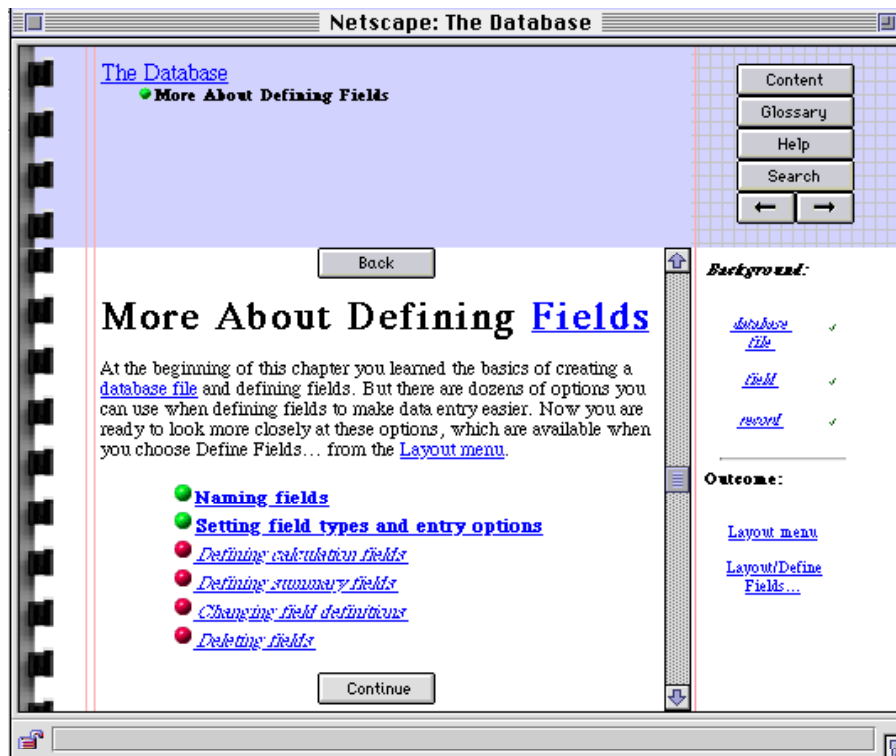 Netscape: The Database
The Database
More About Defining Fields
Content
Glossary
Help
Search
← →
Back
More About Defining Fields
At the beginning of this chapter you learned the basics of creating a
database file and defining fields. But there are dozens of options you
can use when defining fields to make data entry easier. Now you are
ready to look more closely at these options, which are available when
you choose Define Fields... from the Layout menu.
Naming fields
Setting field types and entry options
Defining calculation fields
Defining summary fields
Changing field definitions
Deleting fields
Continue
Background:
database
file
field
record
Outcome:
Layout menu
Layout/Define
Fields...